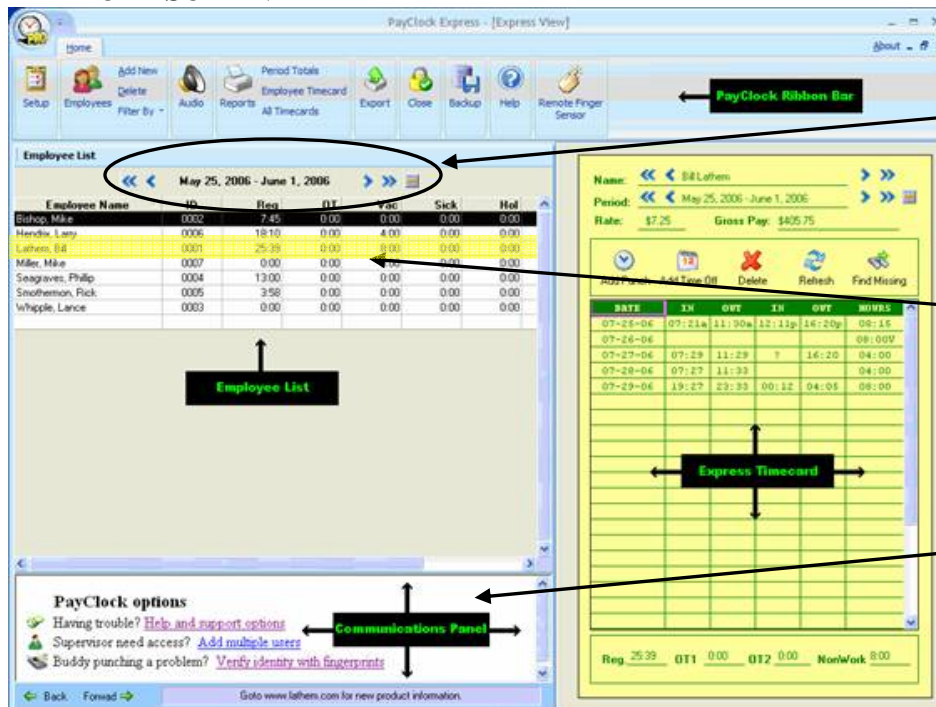 PayClock Express - [Express View]
Home
About
Setup
Employees
Add New
Delete
Filter By
Audio
Reports
Period Totals
Employee Timecard
All Timecards
Export
Close
Backup
Help
Remote Finger
Sensor
PayClock Ribbon Bar
Employee List
May 25, 2006 - June 1, 2006
Employee Name ID Reg OT Vac Sick Hol
Bishop, Mike 0002 7:45 0:00 0:00 0:00 0:00
Hendrix, Larry 0006 18:10 0:00 4:00 0:00 0:00
Lathem, Bill 0001 25:39 0:00 8:00 0:00 0:00
Miller, Mike 0007 0:00 0:00 0:00 0:00
Seagraves, Phillip 0004 13:00 0:00 0:00 0:00 0:00
Smothermon, Rick 0005 3:58 0:00 0:00 0:00 0:00
Whipple, Lance 0003 0:00 0:00 0:00 0:00 0:00
Employee List
PayClock options
Having trouble? Help and support options
Supervisor need access? Add multiple users
Buddy punching a problem? Verify identity with fingerprints
Communications Panel
Back Forward
Goto www.lathem.com for new product information.
Name: Bill Lathem
Period: May 25, 2006 - June 1, 2006
Rate: $7.25 Gross Pay: $405.75
Add Punch Add Time Off Delete Refresh Find Missing
DATE IN OUT IN OUT HOURS
07-25-06 07:21a 11:30a 12:11p 16:20p 08:15
07-26-06 08:00V
07-27-06 07:29 11:29 ? 16:20 04:00
07-28-06 07:27 11:33 04:00
07-29-06 19:27 23:33 00:12 04:05 08:00
Express Timecard
Reg 25:39 OT1 0:00 OT2 0:00 NonWork 8:00